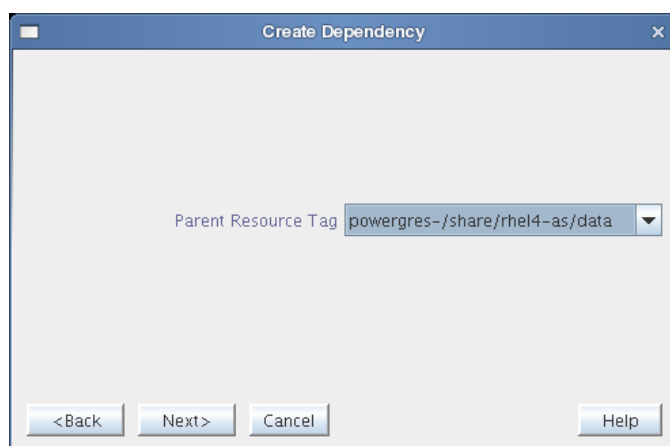 Create Dependency
Parent Resource Tag powergres-/share/rhel4-as/data
<Back Next> Cancel Help